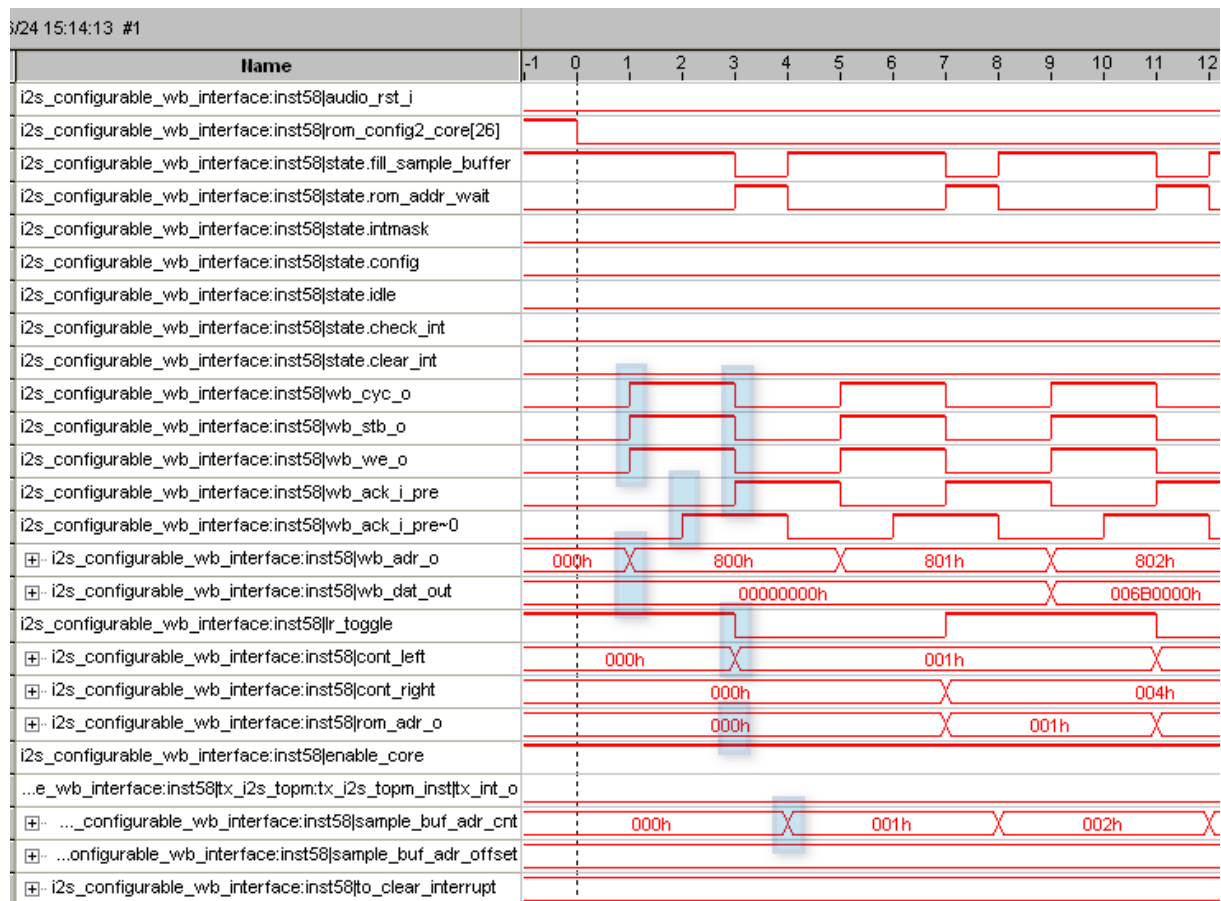 6/24 15:14:13 #1
Name -1 0 1 2 3 4 5 6 7 8 9 10 11 12
i2s_configurable_wb_interface:inst58|audio_rst_i
i2s_configurable_wb_interface:inst58|rom_config2_core[26]
i2s_configurable_wb_interface:inst58|state.fill_sample_buffer
i2s_configurable_wb_interface:inst58|state.rom_addr_wait
i2s_configurable_wb_interface:inst58|state.intmask
i2s_configurable_wb_interface:inst58|state.config
i2s_configurable_wb_interface:inst58|state.idle
i2s_configurable_wb_interface:inst58|state.check_int
i2s_configurable_wb_interface:inst58|state.clear_int
i2s_configurable_wb_interface:inst58|wb_cyc_o
i2s_configurable_wb_interface:inst58|wb_stb_o
i2s_configurable_wb_interface:inst58|wb_we_o
i2s_configurable_wb_interface:inst58|wb_ack_i_pre
i2s_configurable_wb_interface:inst58|wb_ack_i_pre~0
i2s_configurable_wb_interface:inst58|wb_adr_o 000h 800h 801h 802h
i2s_configurable_wb_interface:inst58|wb_dat_out 00000000h 006B0000h
i2s_configurable_wb_interface:inst58|lr_toggle
i2s_configurable_wb_interface:inst58|cont_left 000h 001h
i2s_configurable_wb_interface:inst58|cont_right 000h 004h
i2s_configurable_wb_interface:inst58|rom_adr_o 000h 001h
i2s_configurable_wb_interface:inst58|enable_core
...e_wb_interface:inst58|tx_i2s_topm:tx_i2s_topm_inst|tx_int_o
..._configurable_wb_interface:inst58|sample_buf_adr_cnt 000h 001h 002h
...onfigurable_wb_interface:inst58|sample_buf_adr_offset
i2s_configurable_wb_interface:inst58|to_clear_interrupt